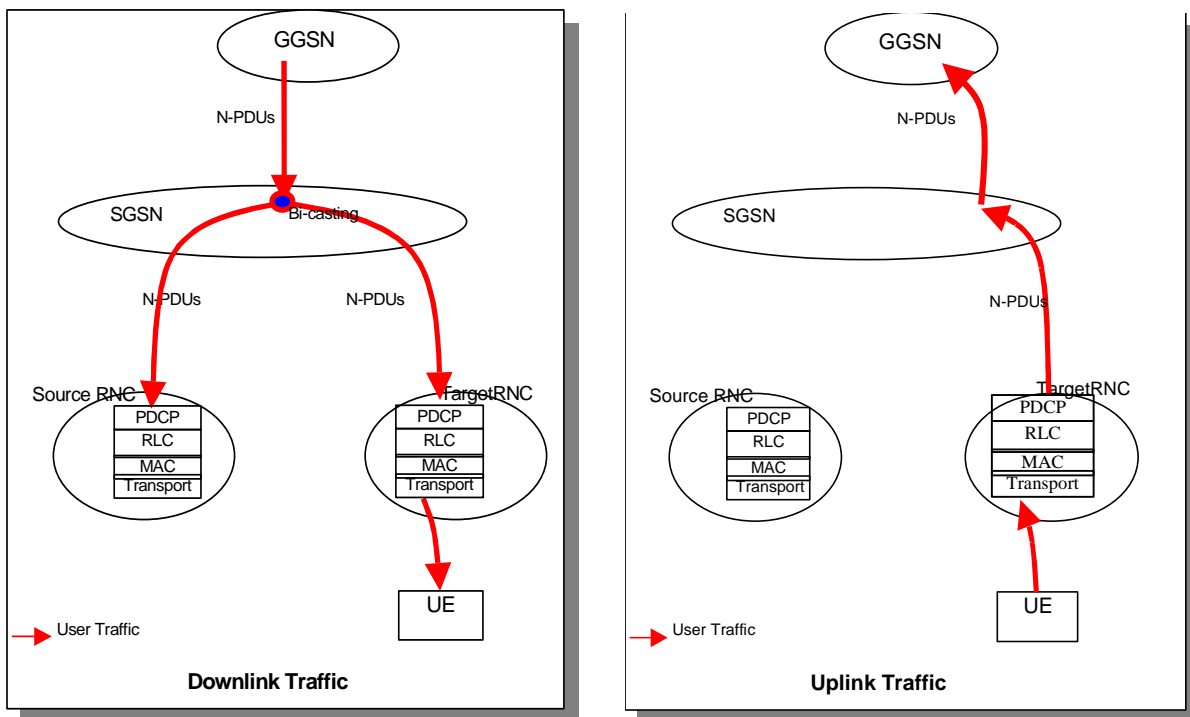 GGSN
N-PDUs
SGSN
Bi-casting
N-PDUs
N-PDUs
Source RNC
TargetRNC
PDCP
RLC
MAC
Transport
PDCP
RLC
MAC
Transport
UE
User Traffic
Downlink Traffic
GGSN
N-PDUs
SGSN
N-PDUs
Source RNC
TargetRNC
PDCP
RLC
MAC
Transport
PDCP
RLC
MAC
Transport
UE
User Traffic
Uplink Traffic